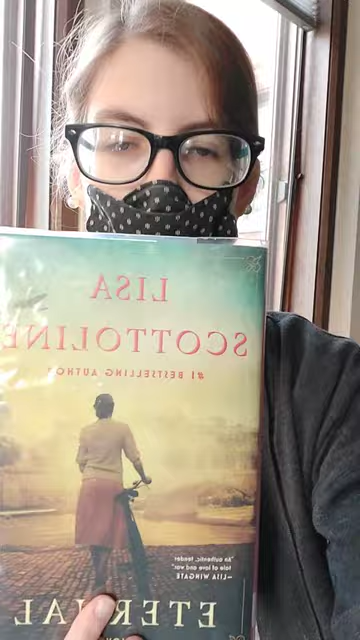 LISA
SCOTTOLINE
#1 BESTSELLING AUTHOR
"An authentic, tender
tale of love and war."
—LISA WINGATE
ETERNAL